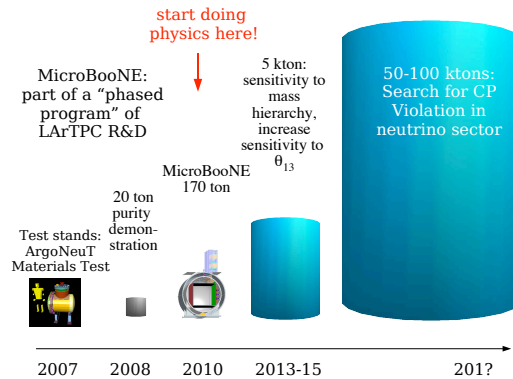 start doing
physics here!
MicroBooNE:
part of a “phased
program” of
LArTPC R&D
5 kton:
sensitivity to
mass
hierarchy,
increase
sensitivity to
θ13
50-100 ktons:
Search for CP
Violation in
neutrino sector
MicroBooNE
170 ton
20 ton
purity
demon-
stration
Test stands:
ArgoNeuT
Materials Test
2007
2008
2010
2013-15
201?